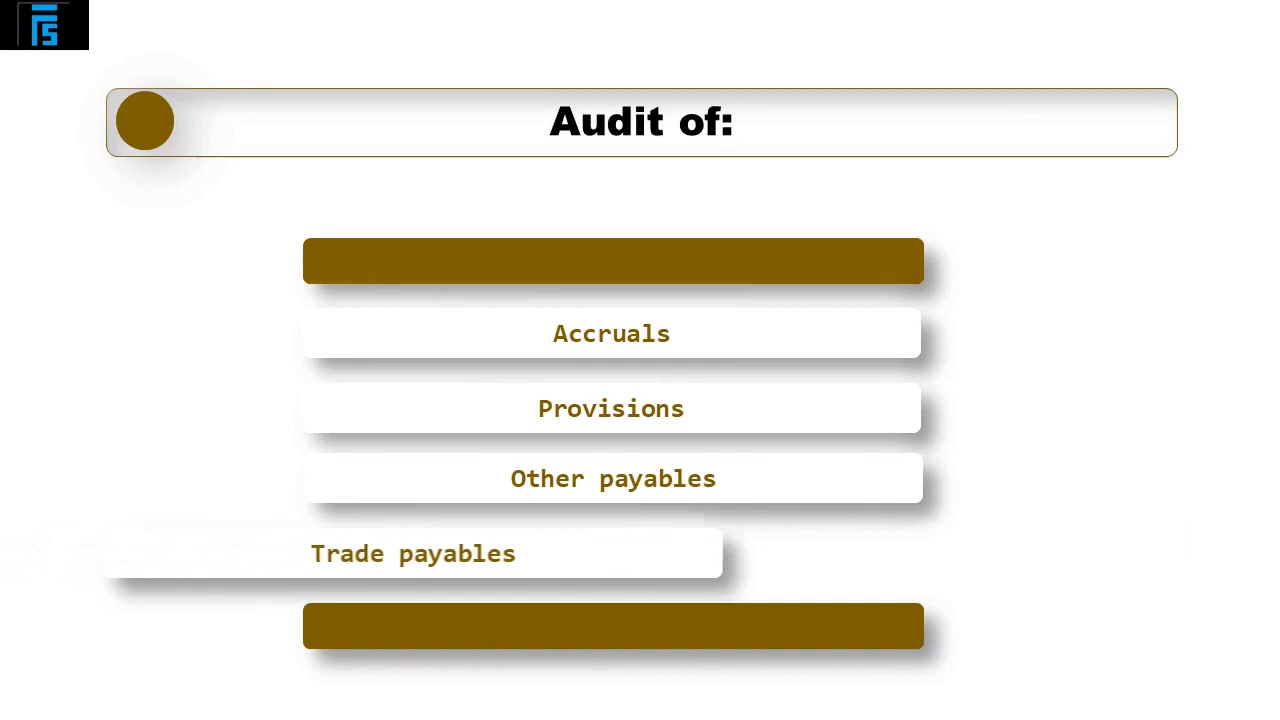 Audit of:
Accruals
Provisions
Other payables
Trade payables